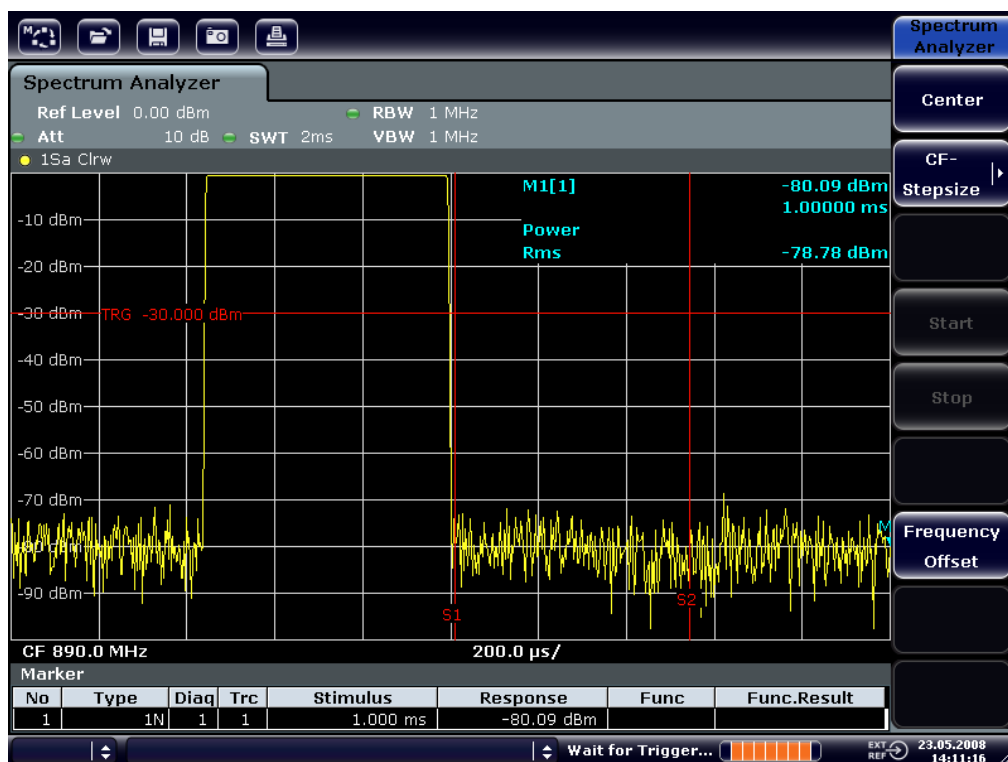 Spectrum Analyzer
Spectrum Analyzer
Ref Level 0.00 dBm RBW 1 MHz
Att 10 dB SWT 2ms VBW 1 MHz
1Sa Clrw
M1[1] -80.09 dBm
1.00000 ms
Power
Rms -78.78 dBm
-10 dBm
-20 dBm
-30 dBm
TRG -30.000 dBm
-40 dBm
-50 dBm
-60 dBm
-70 dBm
-90 dBm
S1
S2
CF 890.0 MHz 200.0 µs/
Marker
No Type Diag Trc Stimulus Response Func Func.Result
1 1N 1 1 1.000 ms -80.09 dBm
Wait for Trigger...
EXT REF
23.05.2008
14:11:16
Center
CF-Stepsize
Start
Stop
Frequency Offset